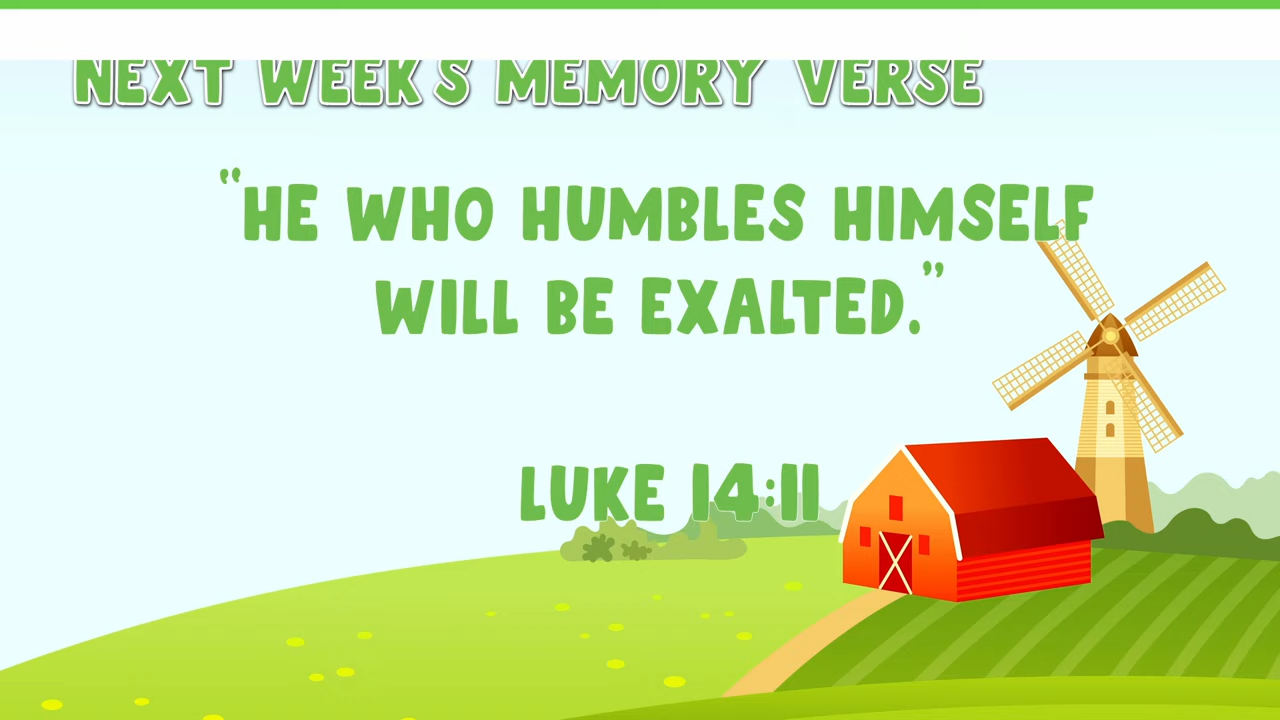 NEXT WEEK'S MEMORY VERSE
"HE WHO HUMBLES HIMSELF
WILL BE EXALTED."
LUKE 14:11